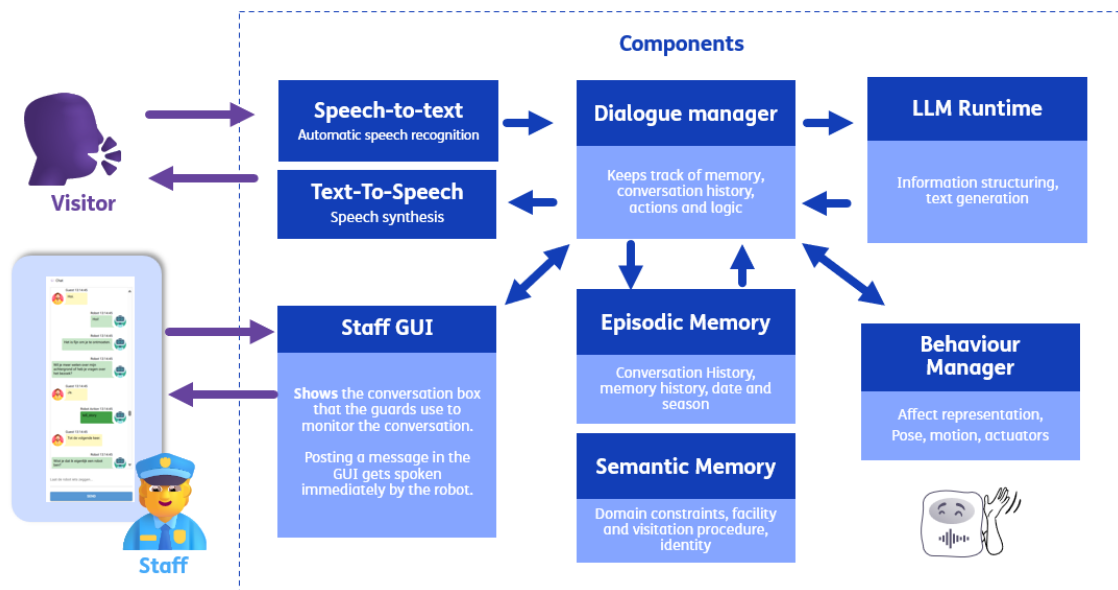 Components
Speech-to-text
Automatic speech recognition
Text-To-Speech
Speech synthesis
Visitor
Dialogue manager
Keeps track of memory,
conversation history,
actions and logic
LLM Runtime
Information structuring,
text generation
Staff GUI
Shows the conversation box
that the guards use to
monitor the conversation.
Posting a message in the
GUI gets spoken
immediately by the robot.
Episodic Memory
Conversation History,
memory history, date and
season
Semantic Memory
Domain constraints, facility
and visitation procedure,
identity
Behaviour
Manager
Affect representation,
Pose, motion, actuators
Chat
Staff